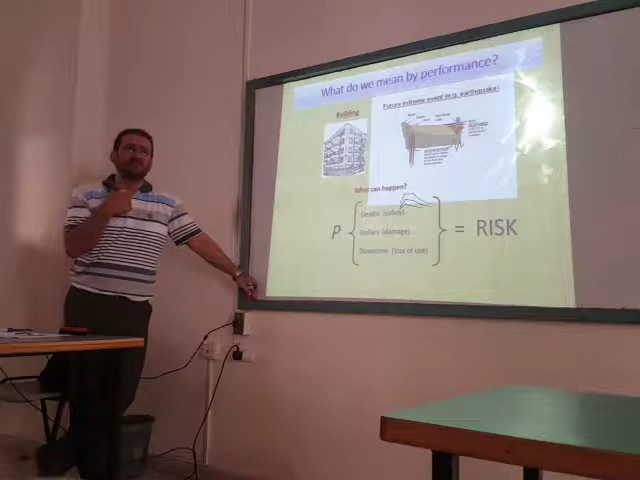 What do we mean by performance?
Building
Future extreme event (e.g. earthquake)
What can happen?
Deaths (safety)
P
Dollars (damage)
= RISK
Downtime (loss of use)